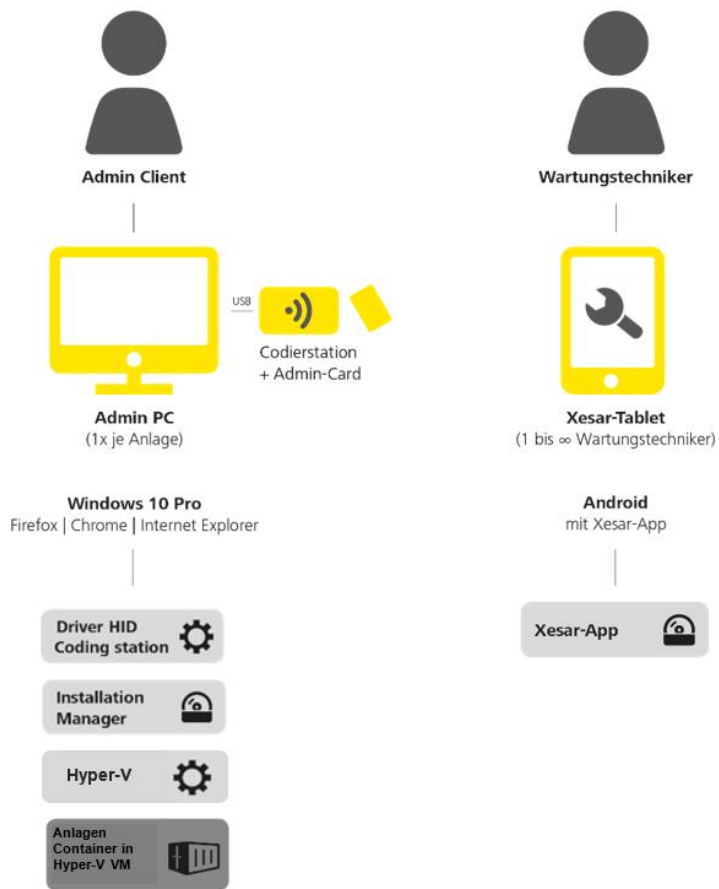 Admin Client
USB
Codierstation
+ Admin-Card
Admin PC
(1x je Anlage)
Windows 10 Pro
Firefox | Chrome | Internet Explorer
Driver HID
Coding station
Installation
Manager
Hyper-V
Anlagen
Container in
Hyper-V VM
Wartungstechniker
Xesar-Tablet
(1 bis ∞ Wartungstechniker)
Android
mit Xesar-App
Xesar-App